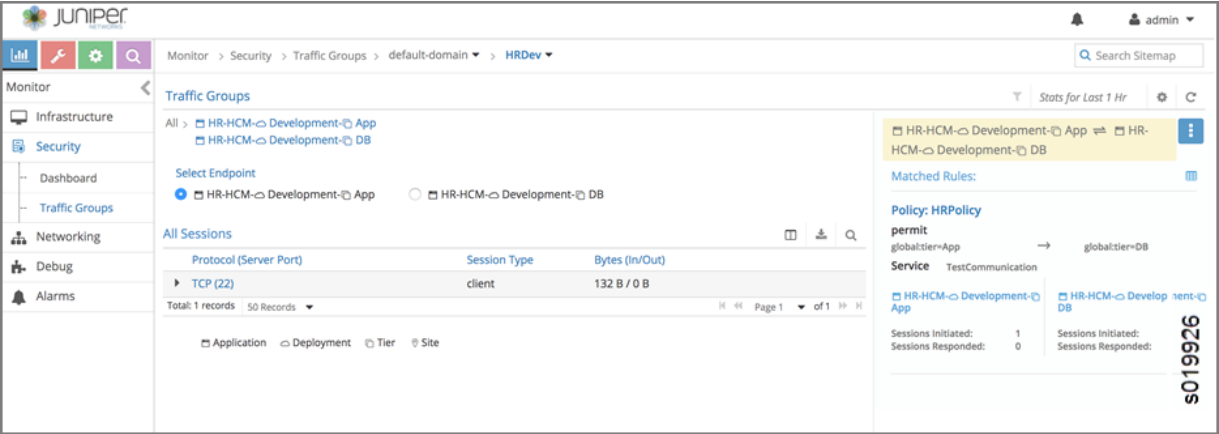 JUNIPER
NETWORKS
admin
Monitor > Security > Traffic Groups > default-domain > HRDev
Search Sitemap
Monitor
Infrastructure
Security
Dashboard
Traffic Groups
Networking
Debug
Alarms
Traffic Groups
Stats for Last 1 Hr
All > HR-HCM- Development- App
HR-HCM- Development- DB
Select Endpoint
HR-HCM- Development- App
HR-HCM- Development- DB
All Sessions
Protocol (Server Port) Session Type Bytes (In/Out)
TCP (22) client 132 B / 0 B
Total: 1 records 50 Records Page 1 of 1
Application Deployment Tier Site
HR-HCM- Development- App ⇌ HR-
HCM- Development- DB
Matched Rules:
Policy: HRPolicy
permit
global:tier=App → global:tier=DB
Service TestCommunication
HR-HCM- Development- HR-HCM- Development-
App DB
Sessions Initiated: 1 Sessions Initiated:
Sessions Responded: 0 Sessions Responded:
s019926